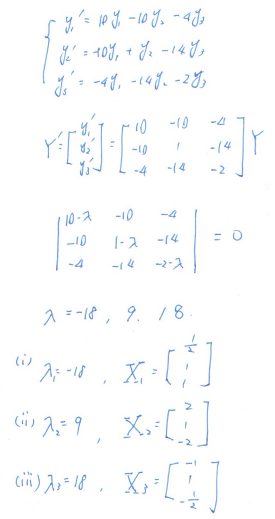 y₁' = 10y₁ -10y₂ -4y₃
y₂' = -10y₁ + y₂ -14y₃
y₃' = -4y₁ -14y₂ -2y₃
Y' = [y₁' y₂' y₃'] = [10 -10 -4
-10 1 -14
-4 -14 -2] Y
|10-λ -10 -4|
|-10 1-λ -14| = 0
|-4 -14 -2-λ|
λ = -18, 9. 18.
(i) λ₁ = -18, X₁ = [1/2 1 1]
(ii) λ₂ = 9, X₂ = [2 1 -2]
(iii) λ₃ = 18, X₃ = [-1 1 -1/2]